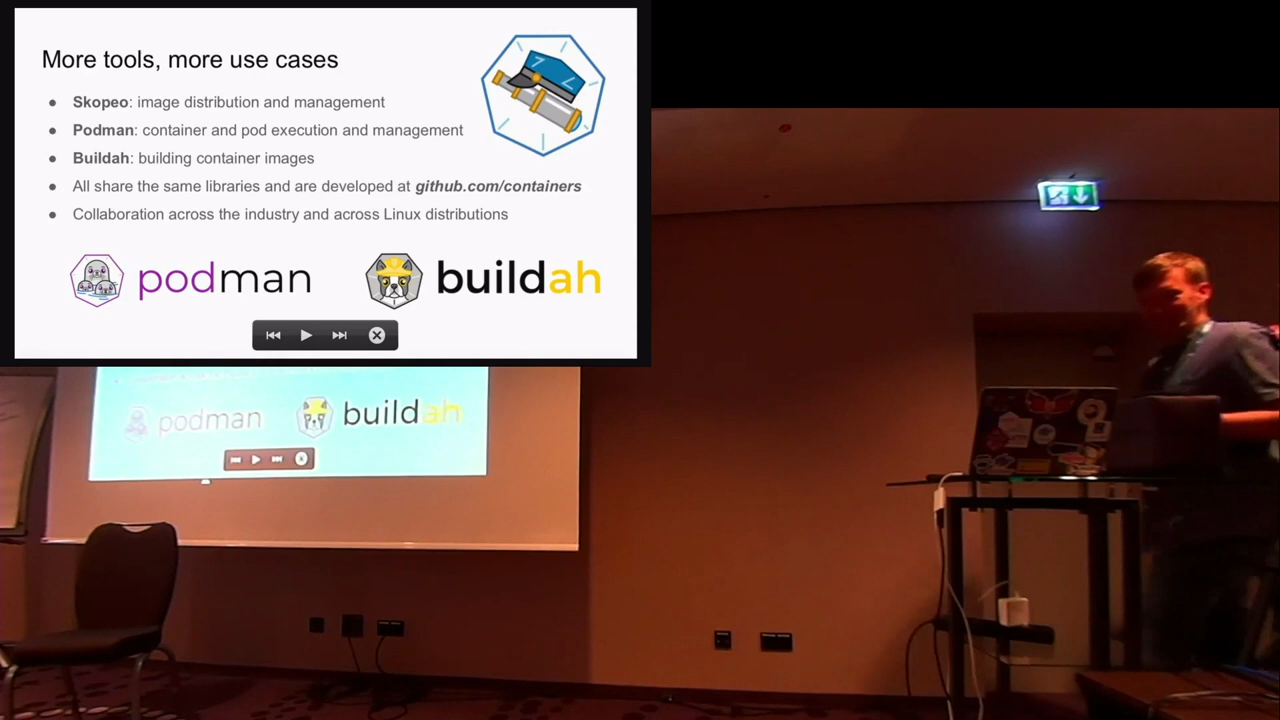 More tools, more use cases
● Skopeo: image distribution and management
● Podman: container and pod execution and management
● Buildah: building container images
● All share the same libraries and are developed at github.com/containers
● Collaboration across the industry and across Linux distributions
podman
buildah
podman
buildah